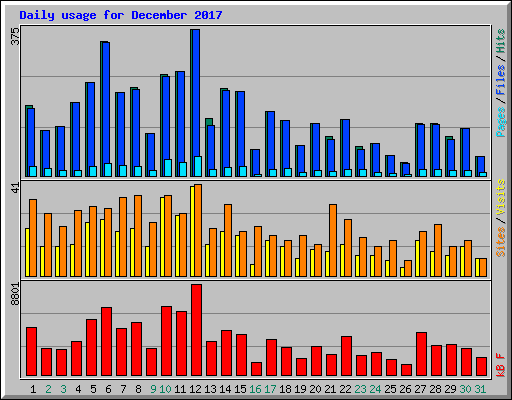 Daily usage for December 2017
375
Pages / Files / Hits
41
Sites / Visits
8801
kB F
1 2 3 4 5 6 7 8 9 10 11 12 13 14 15 16 17 18 19 20 21 22 23 24 25 26 27 28 29 30 31